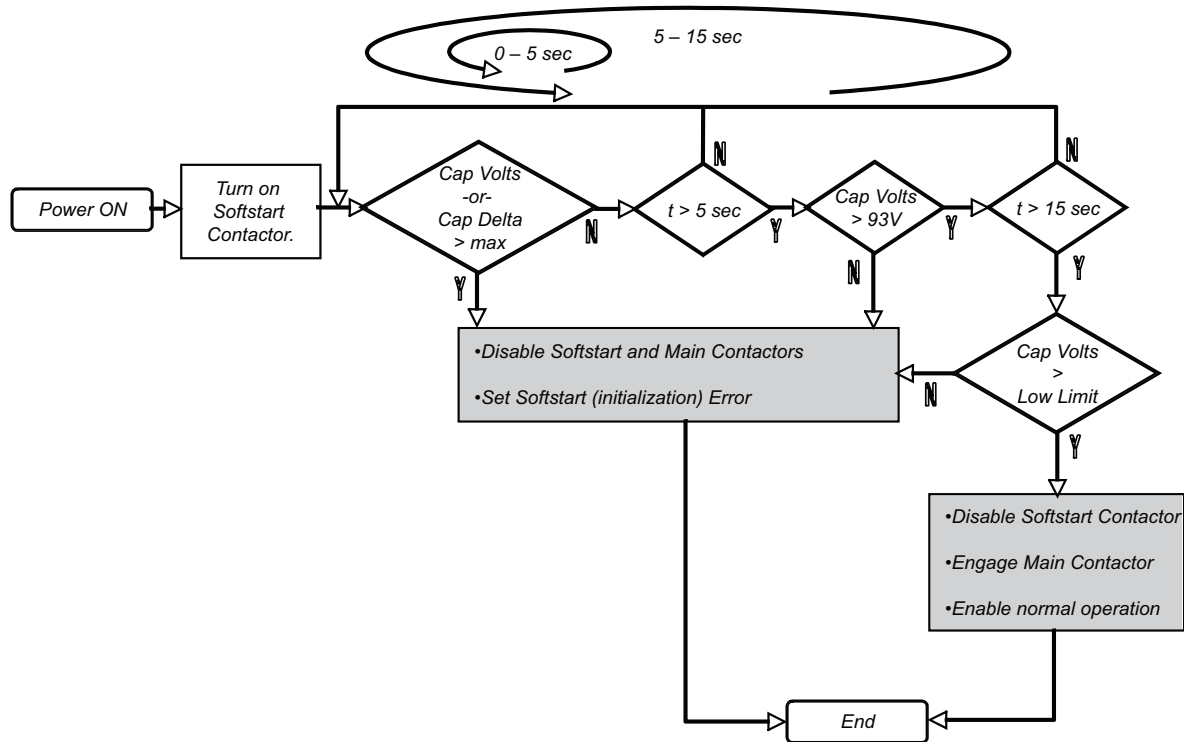 5 – 15 sec
0 – 5 sec
Power ON
Turn on
Softstart
Contactor.
Cap Volts
-or-
Cap Delta
> max
N
Y
t > 5 sec
N
Y
Cap Volts
> 93V
Y
N
t > 15 sec
N
Y
•Disable Softstart and Main Contactors
•Set Softstart (initialization) Error
Cap Volts
>
Low Limit
N
Y
•Disable Softstart Contactor
•Engage Main Contactor
•Enable normal operation
End